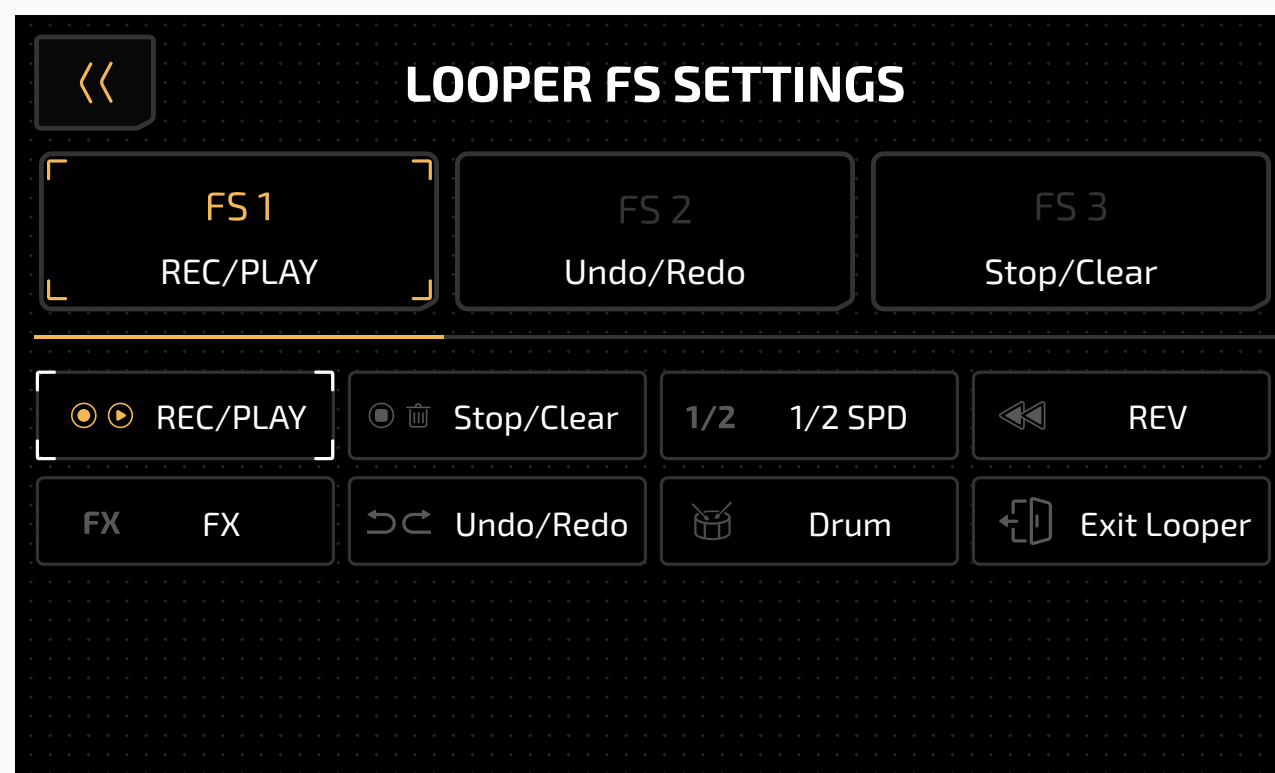 LOOPER FS SETTINGS
FS 1
REC/PLAY
FS 2
Undo/Redo
FS 3
Stop/Clear
REC/PLAY
Stop/Clear
1/2 1/2 SPD
REV
FX FX
Undo/Redo
Drum
Exit Looper